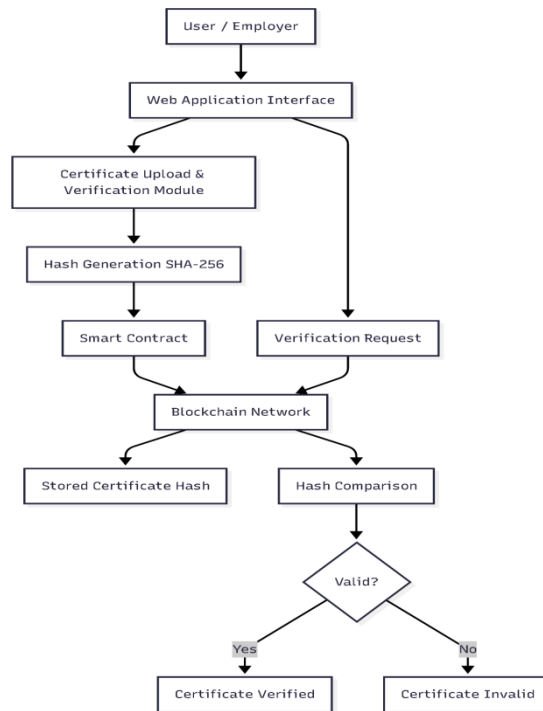 User / Employer
Web Application Interface
Certificate Upload &
Verification Module
Hash Generation SHA-256
Smart Contract
Verification Request
Blockchain Network
Stored Certificate Hash
Hash Comparison
Valid?
Yes
No
Certificate Verified
Certificate Invalid